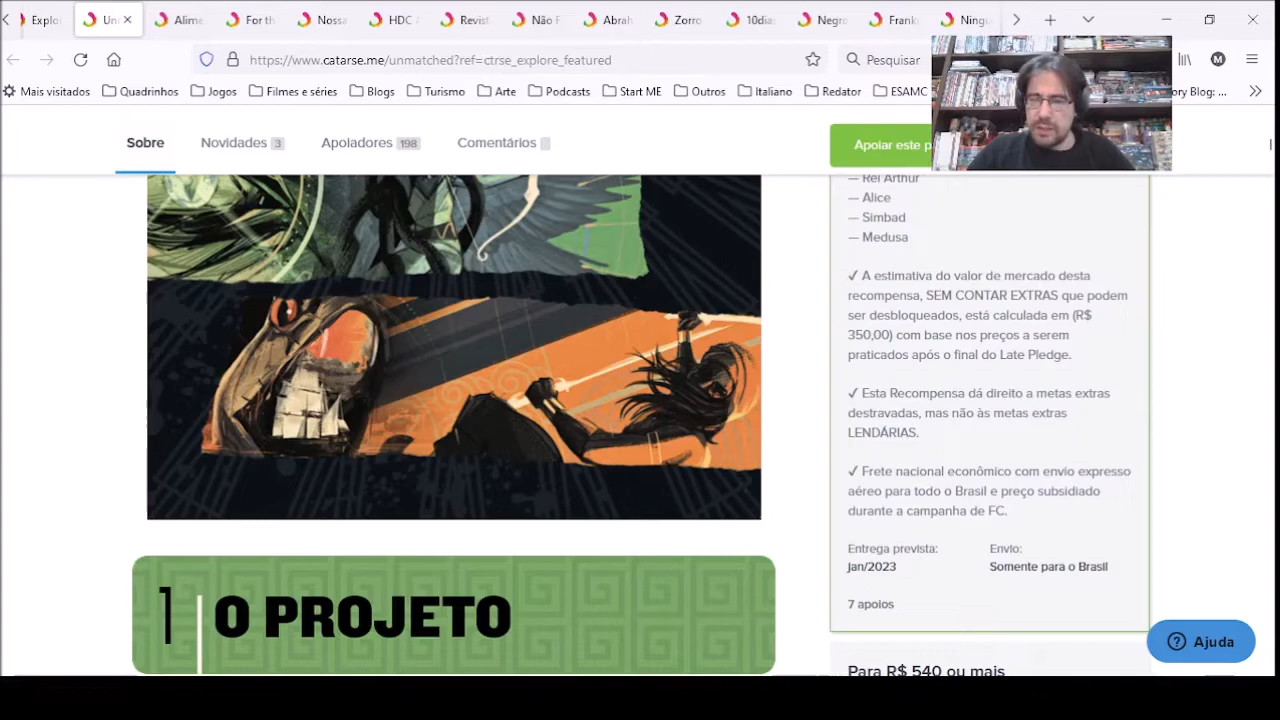 Explo
Un
Alime
For th
Nossa
HDC /
Revist
Não F
Abrah
Zorro
10dia
Negro
Frank
Ningu
https://www.catarse.me/unmatched?ref=ctrse_explore_featured
Pesquisar
M
Mais visitados
Quadrinhos
Jogos
Filmes e séries
Blogs
Turismo
Arte
Podcasts
Start ME
Outros
Italiano
Redator
ESAMC
ory Blog: ...
Sobre
Novidades 3
Apoiadores 198
Comentários
Apoiar este p
— Rei Arthur
— Alice
— Simbad
— Medusa
✓ A estimativa do valor de mercado desta
recompensa, SEM CONTAR EXTRAS que podem
ser desbloqueados, está calculada em (R$
350,00) com base nos preços a serem
praticados após o final do Late Pledge.
✓ Esta Recompensa dá direito a metas extras
destravadas, mas não às metas extras
LENDÁRIAS.
✓ Frete nacional econômico com envio expresso
aéreo para todo o Brasil e preço subsidiado
durante a campanha de FC.
Entrega prevista:
Jan/2023
Envio:
Somente para o Brasil
7 apoios
Para R$ 540 ou mais
1 O PROJETO
Ajuda